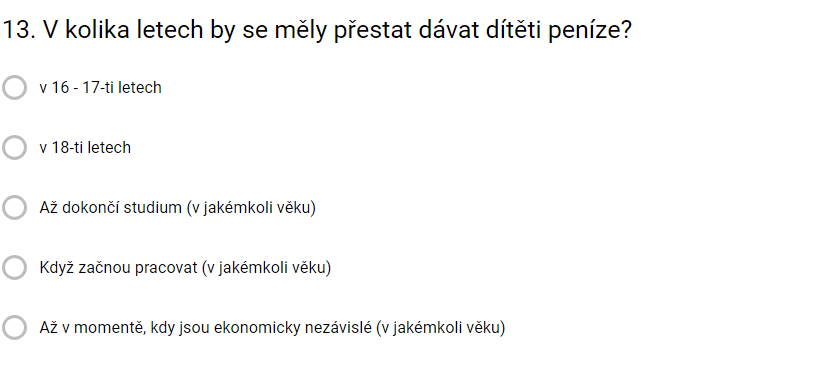 13. V kolika letech by se měly přestat dávat dítěti peníze?
v 16 - 17-ti letech
v 18-ti letech
Až dokončí studium (v jakémkoli věku)
Když začnou pracovat (v jakémkoli věku)
Až v momentě, kdy jsou ekonomicky nezávislé (v jakémkoli věku)